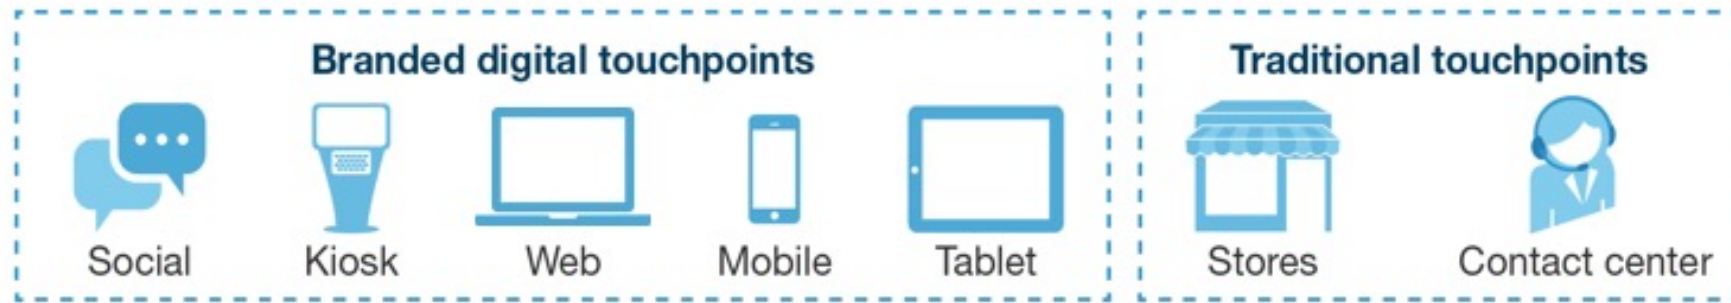 Branded digital touchpoints
Social
Kiosk
Web
Mobile
Tablet
Traditional touchpoints
Stores
Contact center